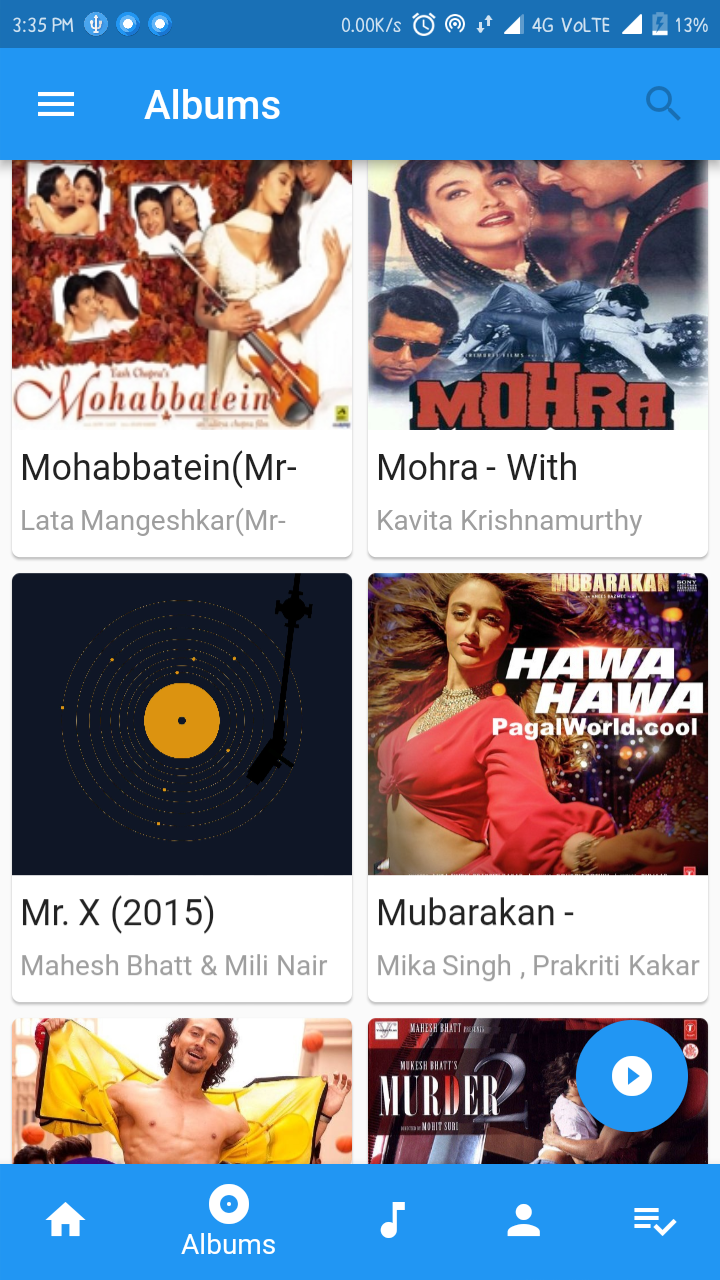 3:35 PM
0.00K/s 4G VoLTE 13%
Albums
Yash Chopra's
Mohabbatein
Mohabbatein(Mr-
Lata Mangeshkar(Mr-
MOHRA
Mohra - With
Kavita Krishnamurthy
Mr. X (2015)
Mahesh Bhatt & Mili Nair
MUBARAKAN
SONY
HAWA
HAWA
PagalWorld.cool
Mubarakan -
Mika Singh , Prakriti Kakar
MAHESH BHATT PRESENTS
MUKESH BHATT'S
MURDER 2
DIRECTED BY MOHIT SURI
Albums